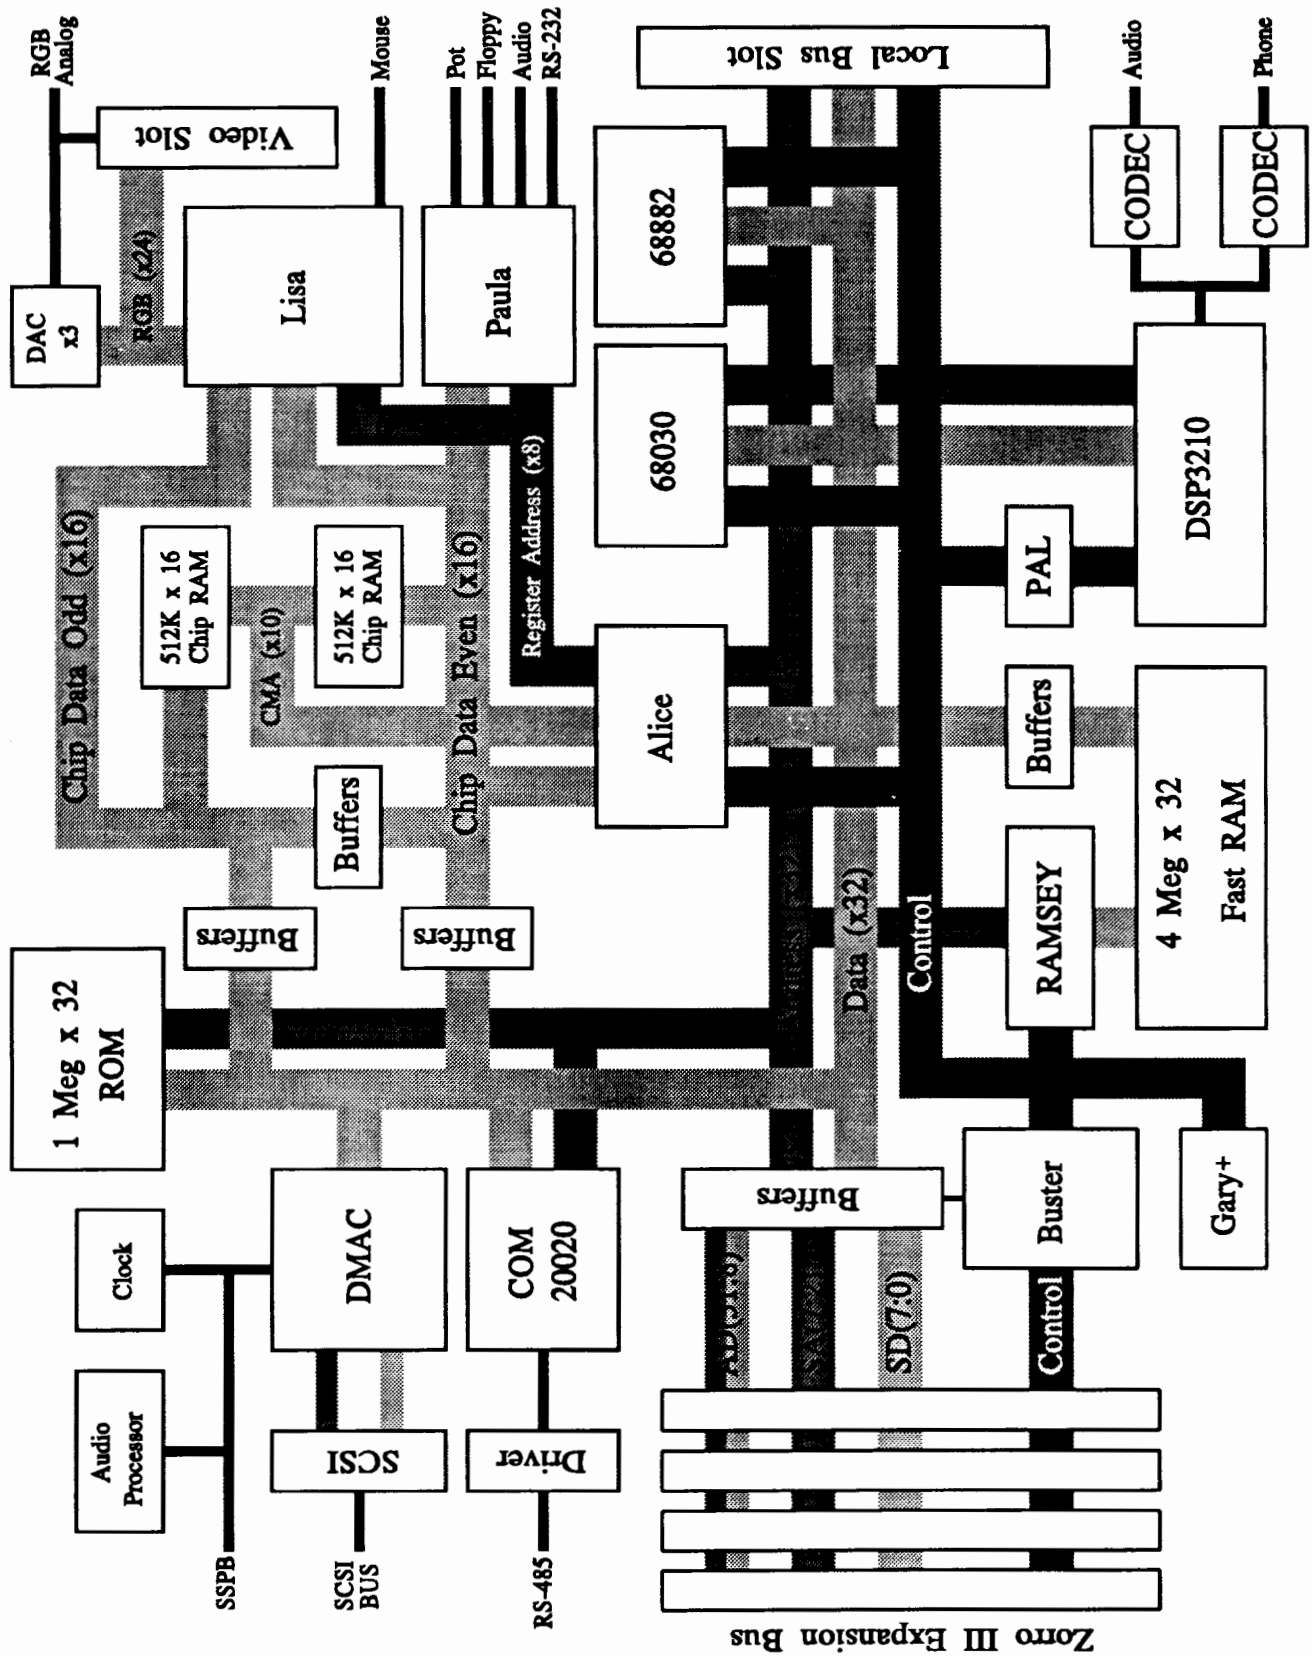 RGB
Analog
Mouse
Pot
Floppy
Audio
RS-232
Local Bus Slot
Audio
Phone
Video Slot
DAC
x3
RGB (x24)
Lisa
Paula
68882
CODEC
CODEC
68030
DSP3210
PAL
Chip Data Odd (x16)
512K x 16
Chip RAM
CMA (x10)
512K x 16
Chip RAM
Chip Data Even (x16)
Register Address (x8)
Alice
Buffers
Buffers
4 Meg x 32
Fast RAM
RAMSEY
Buffers
Buffers
Data (x32)
Control
1 Meg x 32
ROM
Clock
DMAC
COM
20020
Buffers
Buster
Gary+
Audio
Processor
SCSI
Driver
SD(7:0)
Control
SSPB
SCSI
BUS
RS-485
Zorro III Expansion Bus